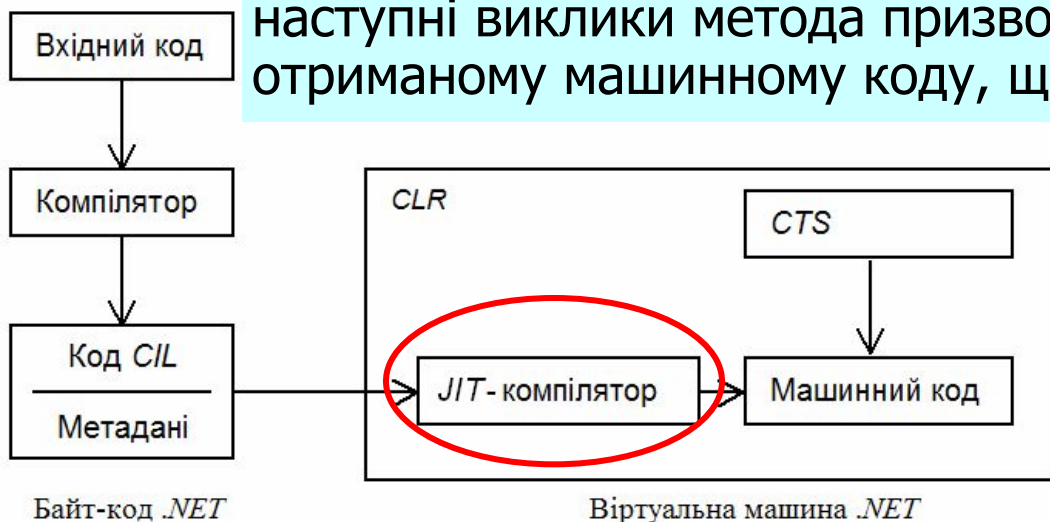 наступні виклики метода
отриманому машинному коду,
Вхідний код
Компілятор
CLR
CTS
Код CIL
Метадані
JIT-компілятор
Машинний код
Байт-код .NET
Віртуальна машина .NET